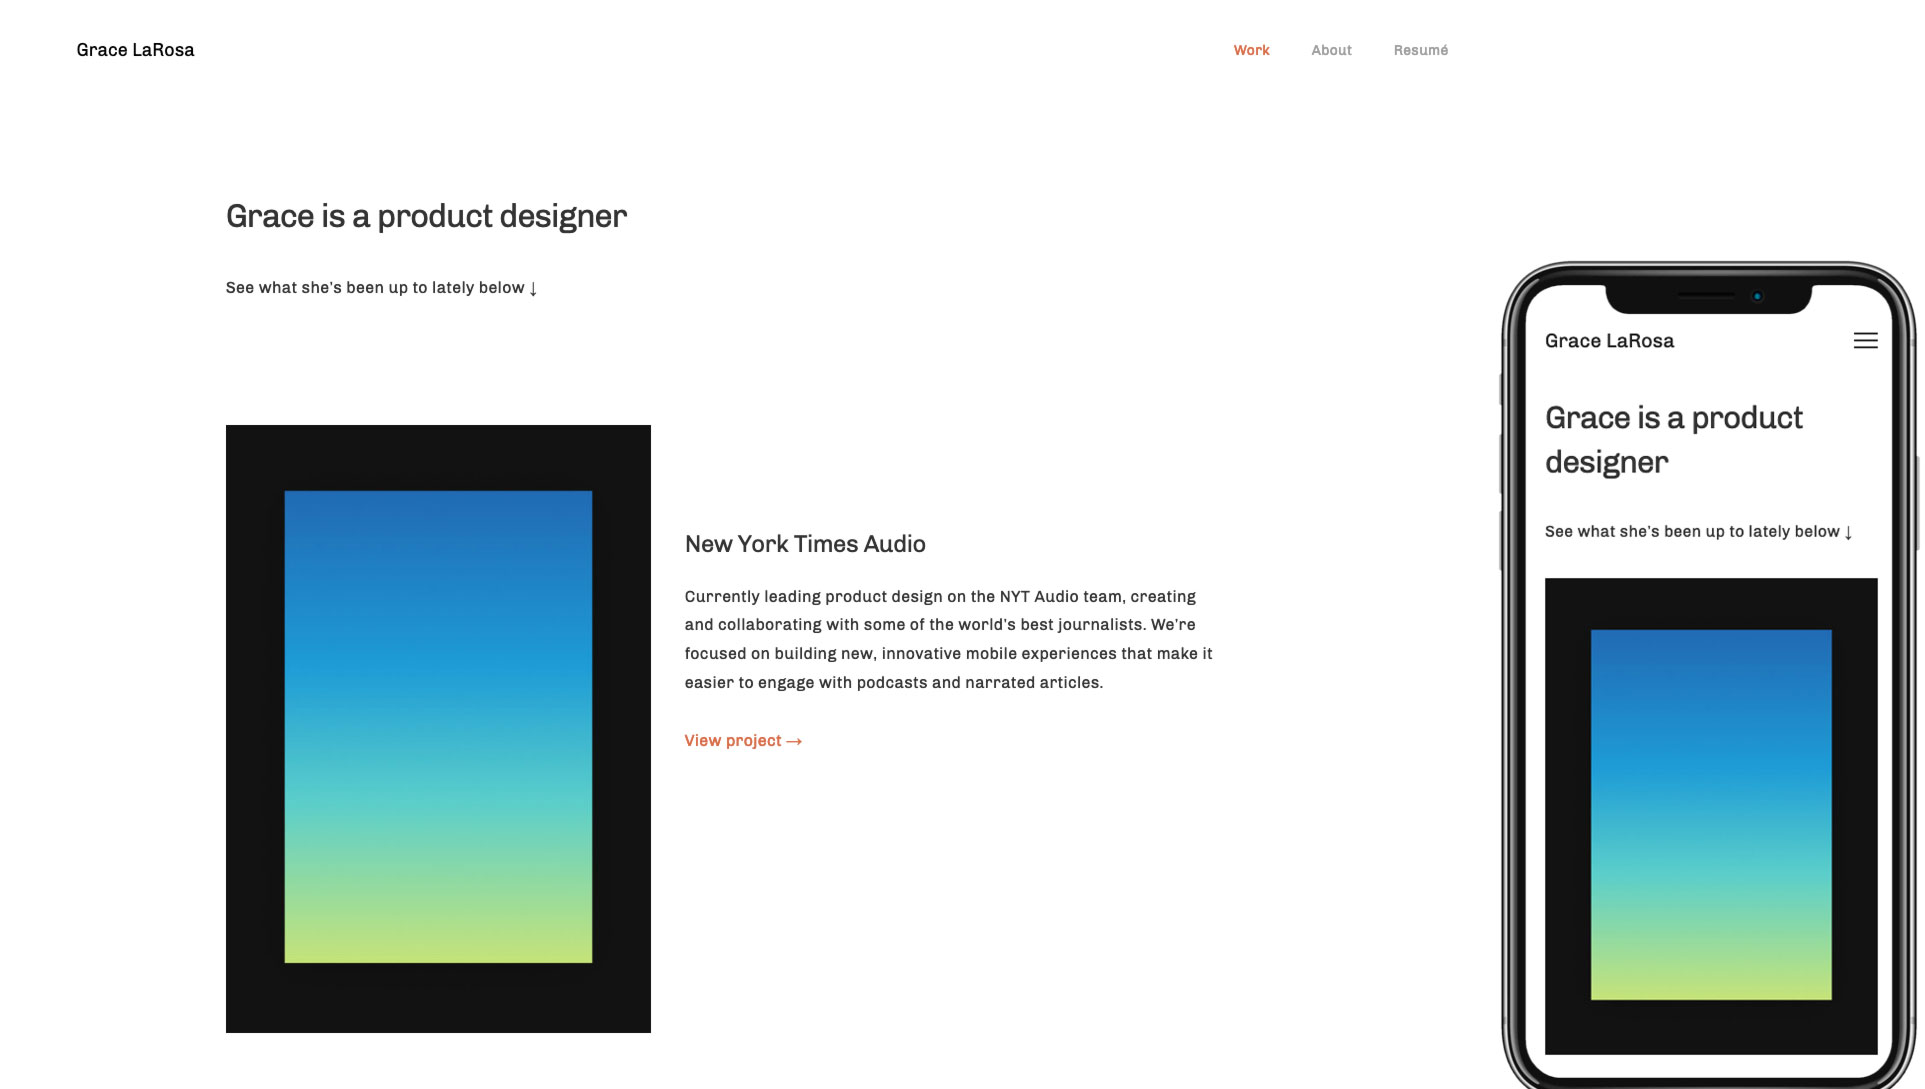 Grace LaRosa
Work
About
Resumé
Grace is a product designer
See what she's been up to lately below ↓
New York Times Audio
Currently leading product design on the NYT Audio team, creating
and collaborating with some of the world's best journalists. We're
focused on building new, innovative mobile experiences that make it
easier to engage with podcasts and narrated articles.
View project →
Grace LaRosa
Grace is a product
designer
See what she's been up to lately below ↓